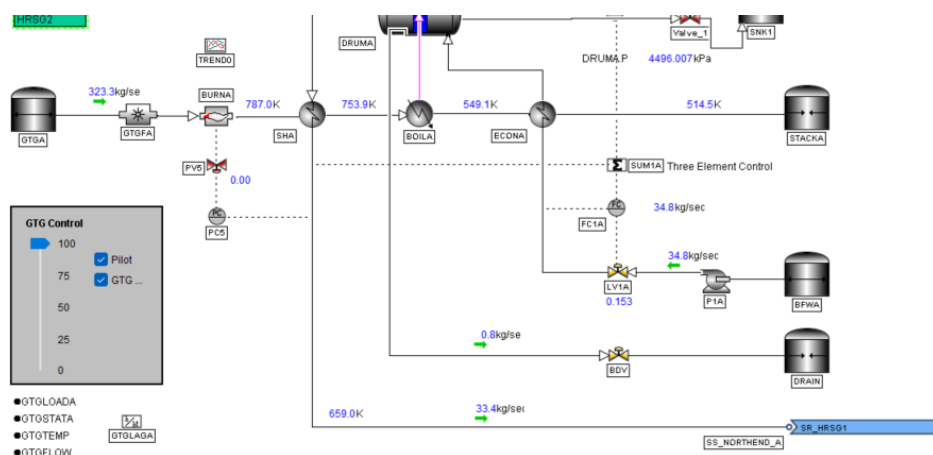 HRSG2
TREND0
DRUMA
Valve_1
SNK1
DRUMA.P
4496.007kPa
323.3kg/se
GTGA
GTGFA
BURNA
787.0K
SHA
753.9K
BOILA
549.1K
ECONA
514.5K
STACKA
PV5
0.00
PC
PC5
Σ
SUM1A
Three Element Control
FC
FC1A
34.8kg/sec
34.8kg/sec
LV1A
0.153
P1A
BFWA
GTG Control
100
75
50
25
0
Pilot
GTG ...
0.8kg/se
BDV
DRAIN
GTGLOADA
GTGSTATA
GTGTEMP
GTGFLOW
GTGLAGA
659.0K
33.4kg/sec
SS_NORTHEND_A
SR_HRSG1